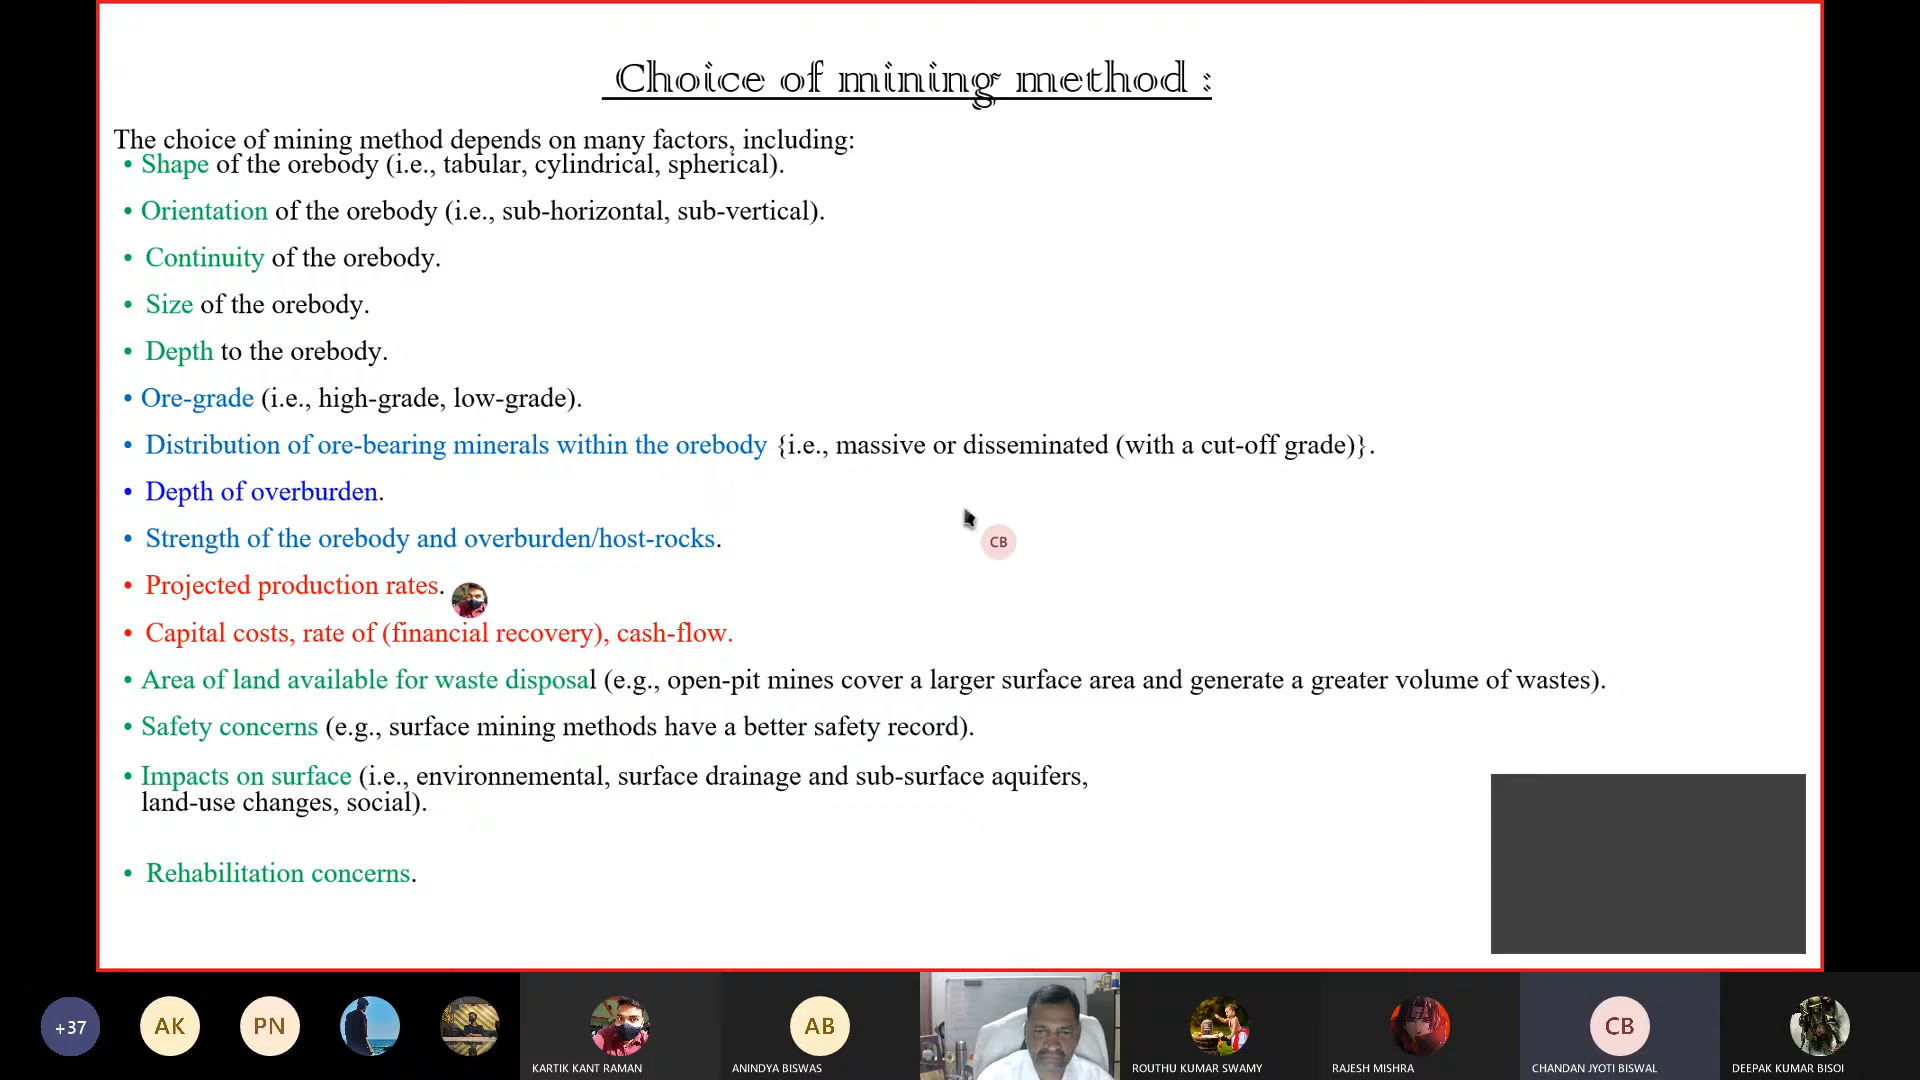 Choice of mining method :
The choice of mining method depends on many factors, including:
• Shape of the orebody (i.e., tabular, cylindrical, spherical).
• Orientation of the orebody (i.e., sub-horizontal, sub-vertical).
• Continuity of the orebody.
• Size of the orebody.
• Depth to the orebody.
• Ore-grade (i.e., high-grade, low-grade).
• Distribution of ore-bearing minerals within the orebody {i.e., massive or disseminated (with a cut-off grade)}.
• Depth of overburden.
• Strength of the orebody and overburden/host-rocks.
CB
• Projected production rates.
• Capital costs, rate of (financial recovery), cash-flow.
• Area of land available for waste disposal (e.g., open-pit mines cover a larger surface area and generate a greater volume of wastes).
• Safety concerns (e.g., surface mining methods have a better safety record).
• Impacts on surface (i.e., environnemental, surface drainage and sub-surface aquifers,
land-use changes, social).
• Rehabilitation concerns.
+37 AK PN AB CB
KARTIK KANT RAMAN ANINDYA BISWAS ROUTHU KUMAR SWAMY RAJESH MISHRA CHANDAN JYOTI BISWAL DEEPAK KUMAR BISOI